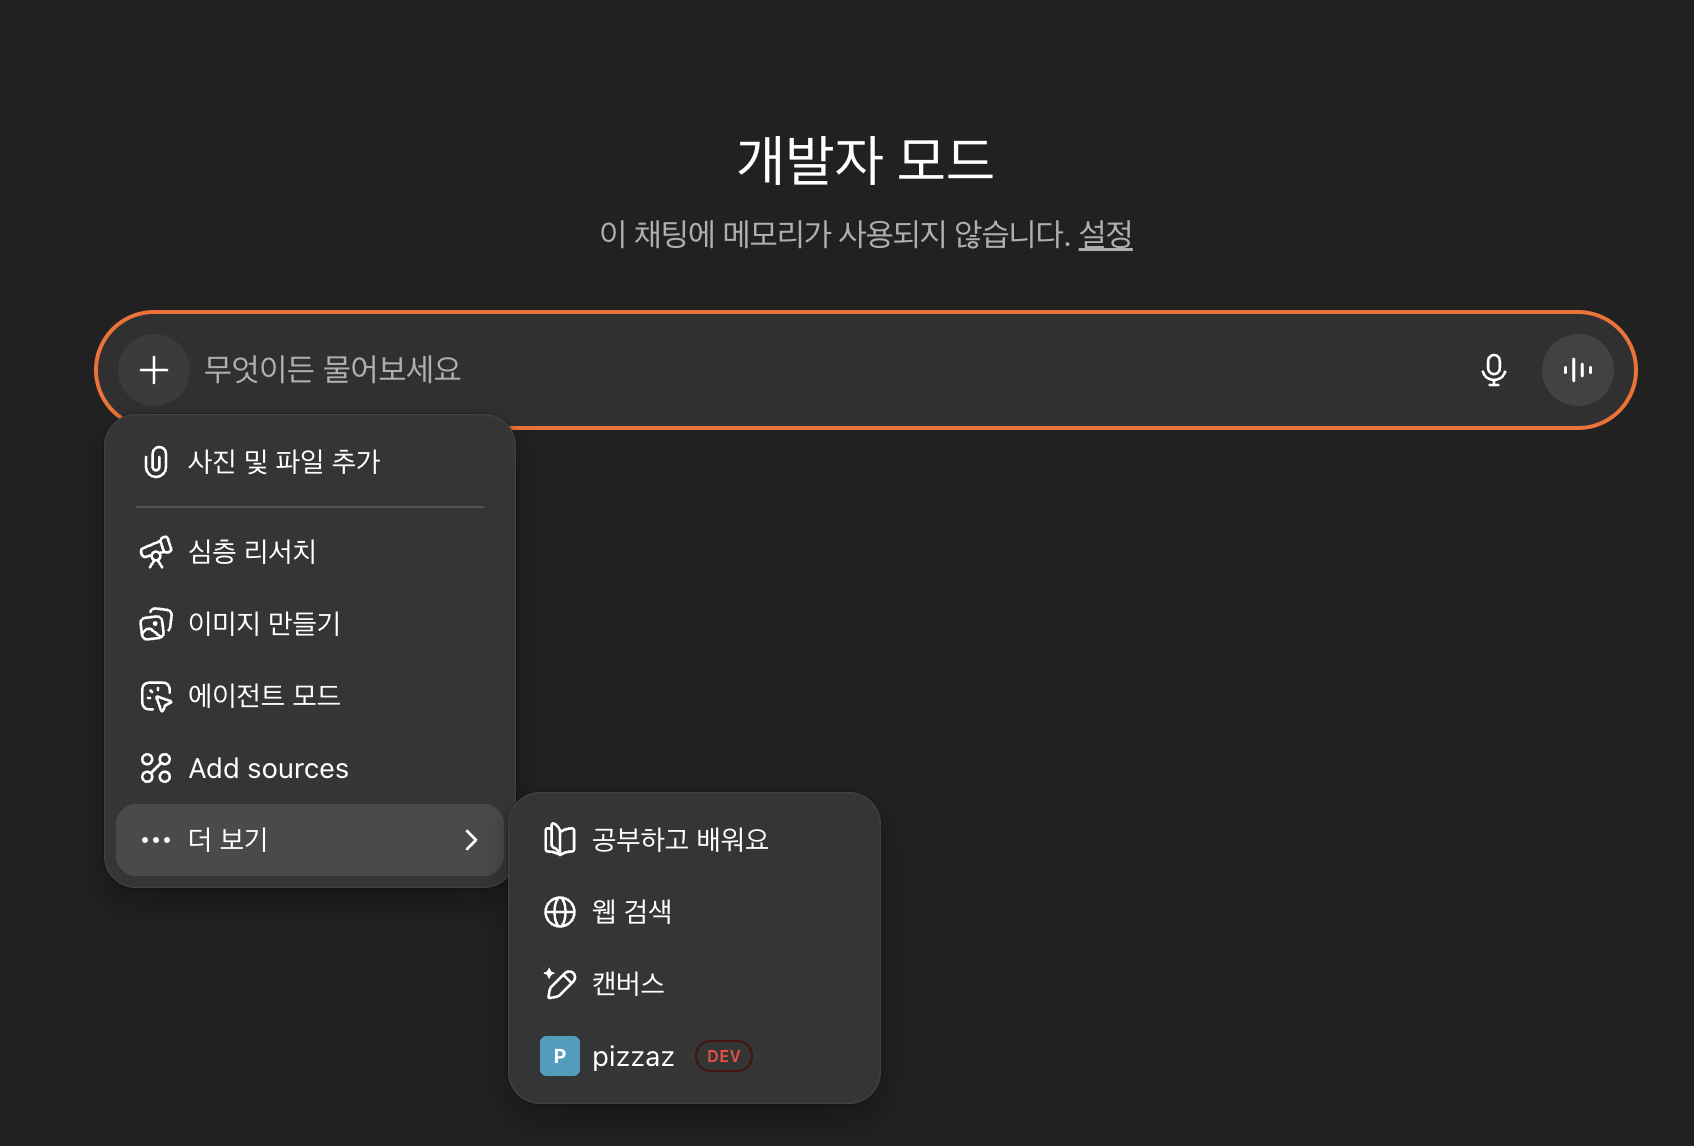 개발자 모드
이 채팅에 메모리가 사용되지 않습니다. 설정
무엇이든 물어보세요
사진 및 파일 추가
심층 리서치
이미지 만들기
에이전트 모드
Add sources
더 보기
공부하고 배워요
웹 검색
캔버스
P pizzaz DEV